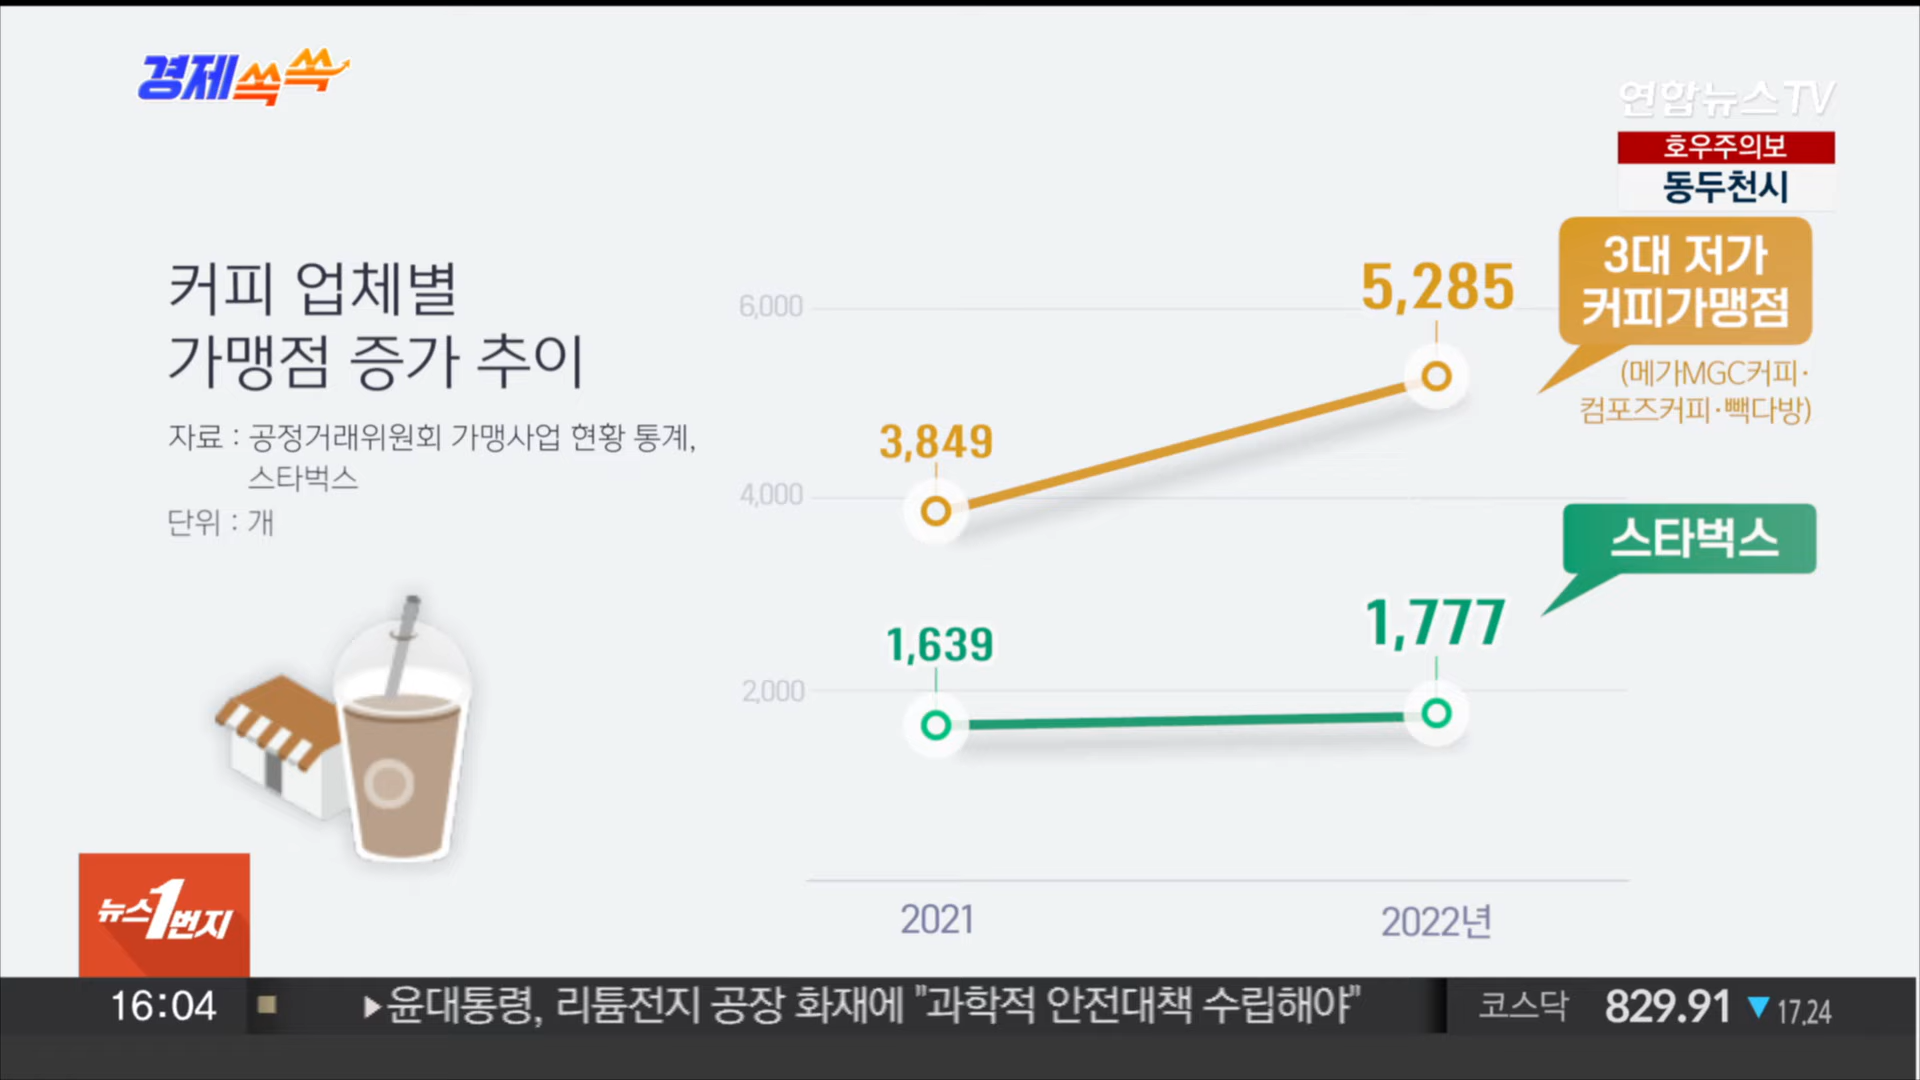 경제쏙쏙
연합뉴스TV
호우주의보
동두천시
커피 업체별
가맹점 증가 추이
자료 : 공정거래위원회 가맹사업 현황 통계,
스타벅스
단위 : 개
6,000
4,000
2,000
3,849
5,285
3대 저가
커피가맹점
(메가MGC커피·
컴포즈커피·빽다방)
스타벅스
1,639
1,777
2021
2022년
뉴스1번지
16:04
▶윤대통령, 리튬전지 공장 화재에 "과학적 안전대책 수립해야"
코스닥 829.91 ▼17.24